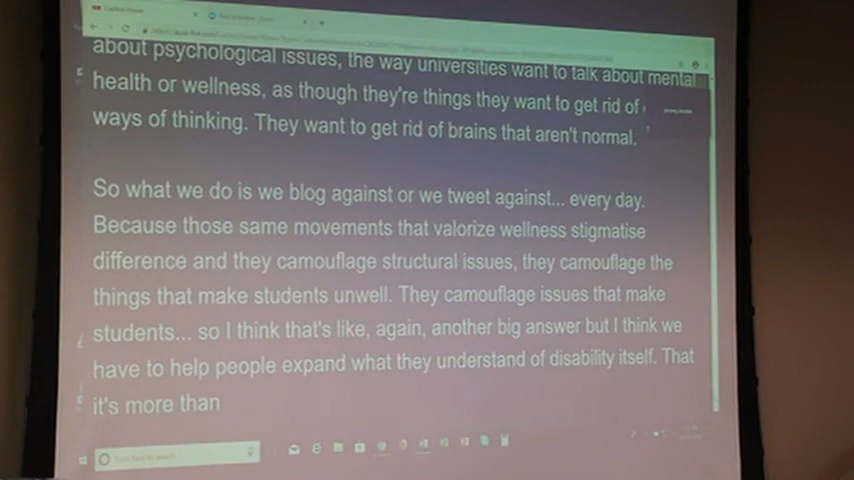 about psychological issues, the way universities want to talk about mental
health or wellness, as though they're things they want to get rid of
ways of thinking. They want to get rid of brains that aren't normal.
So what we do is we blog against or we tweet against... every day.
Because those same movements that valorize wellness stigmatise
difference and they camouflage structural issues, they camouflage the
things that make students unwell. They camouflage issues that make
students... so I think that's like, again, another big answer but I think we
have to help people expand what they understand of disability itself. That
it's more than
Type here to search